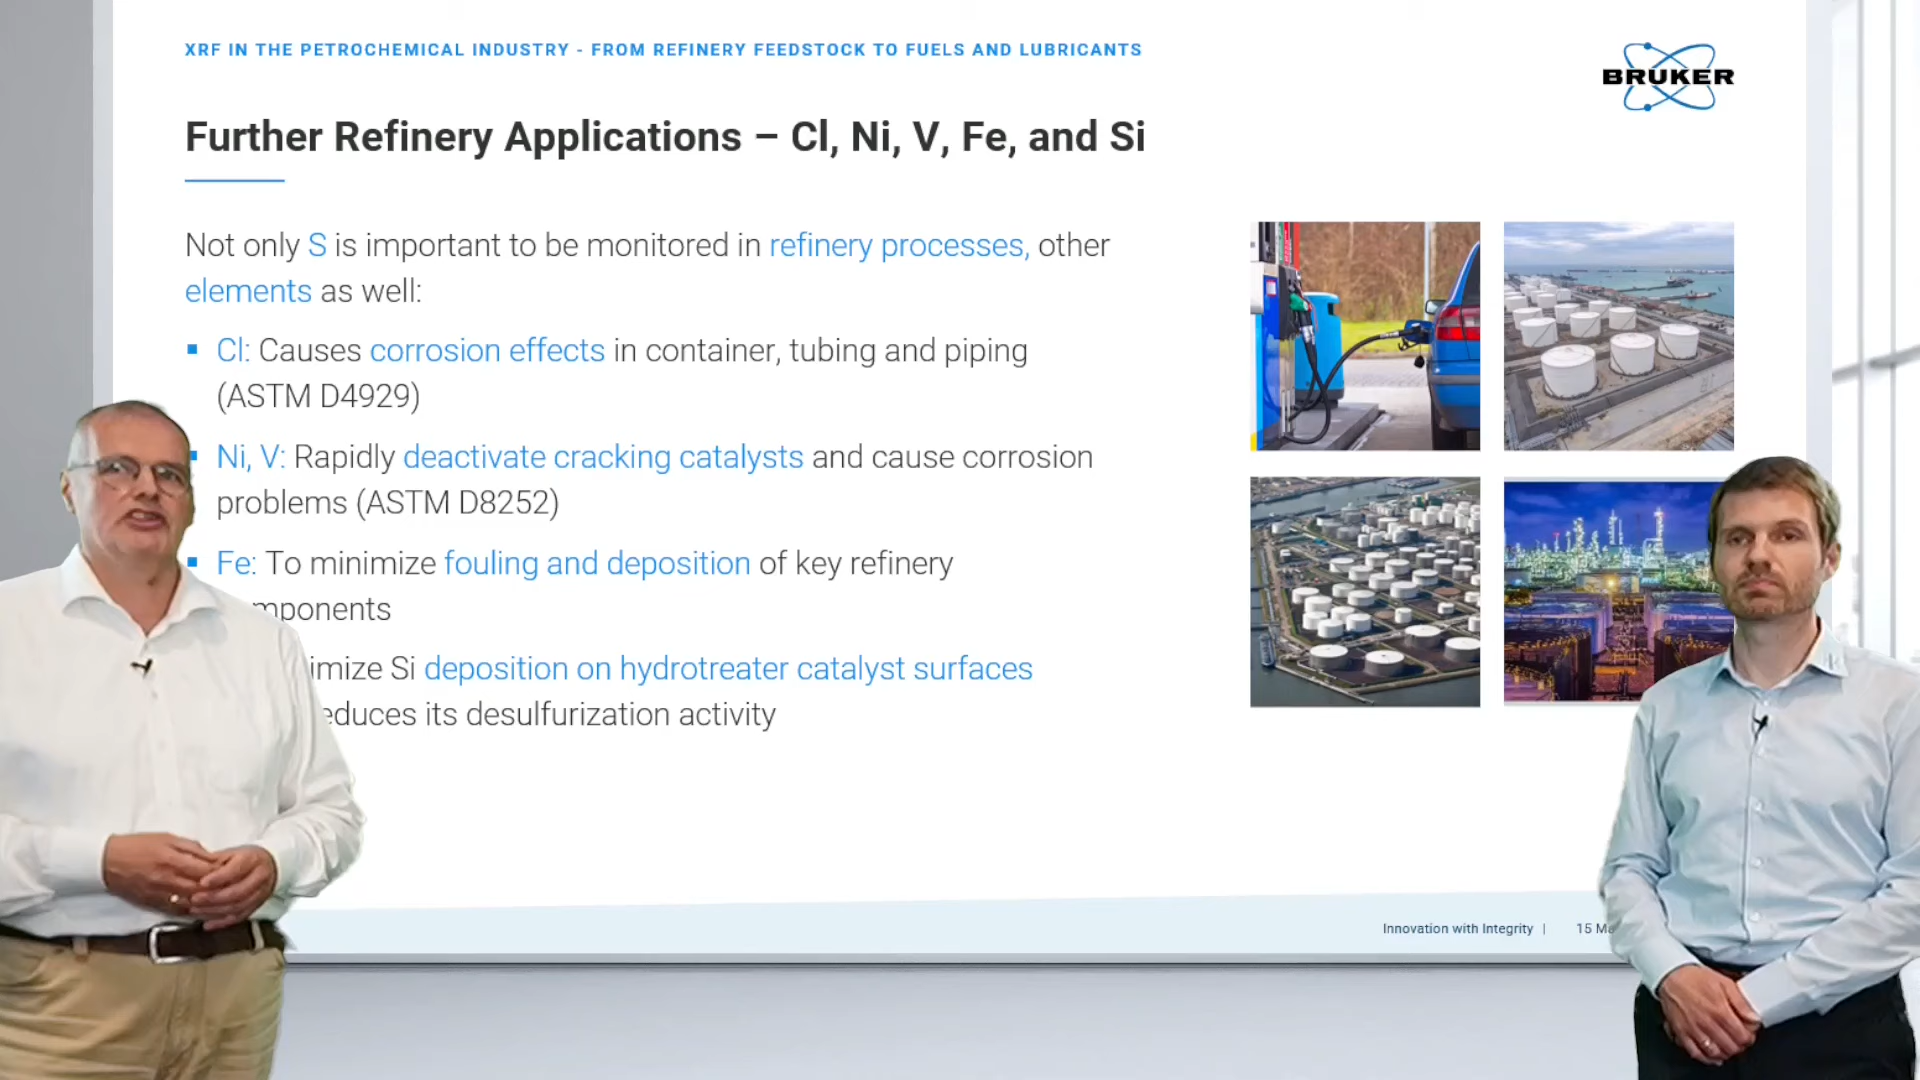 XRF IN THE PETROCHEMICAL INDUSTRY - FROM REFINERY FEEDSTOCK TO FUELS AND LUBRICANTS
BRUKER
Further Refinery Applications – Cl, Ni, V, Fe, and Si
Not only S is important to be monitored in refinery processes, other
elements as well:
▪ Cl: Causes corrosion effects in container, tubing and piping
(ASTM D4929)
▪ Ni, V: Rapidly deactivate cracking catalysts and cause corrosion
problems (ASTM D8252)
▪ Fe: To minimize fouling and deposition of key refinery
Si deposition on hydrotreater catalyst surfaces
its desulfurization activity
Innovation with Integrity | 15